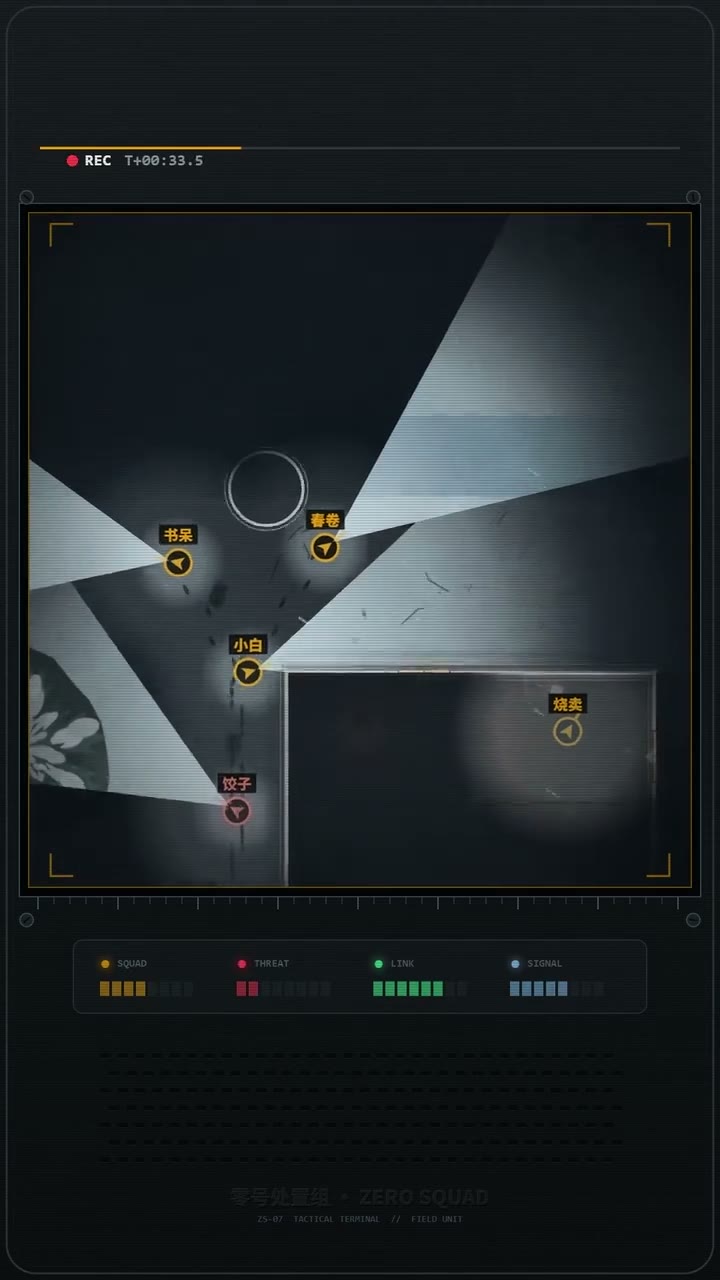 REC T+00:33.5
春卷
书呆
小白
烧卖
饺子
SQUAD
THREAT
LINK
SIGNAL
零号处置组 • ZERO SQUAD
ZS-07 TACTICAL TERMINAL // FIELD UNIT